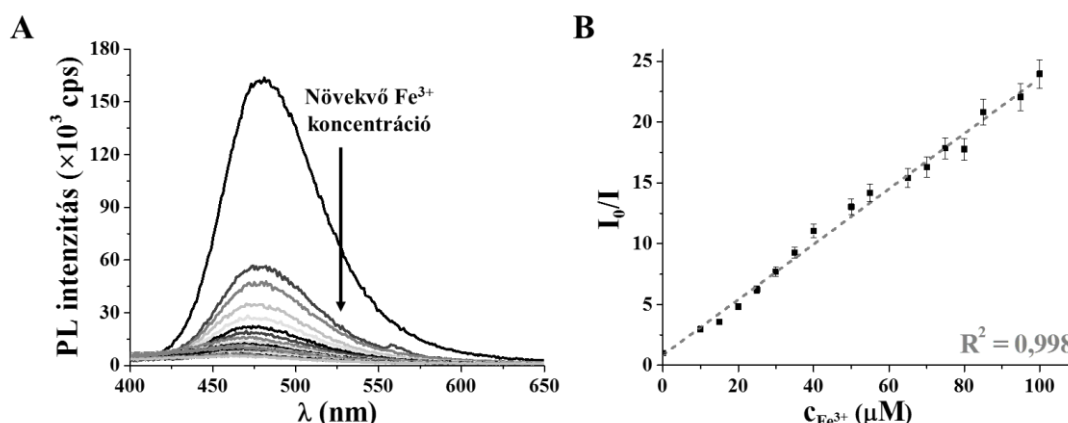 A
180
150
120
90
60
30
0
PL intenzitás (×10³ cps)
Növekvő Fe³⁺
koncentráció
400
450
500
550
600
650
λ (nm)
B
25
20
15
10
5
0
I₀/I
R² = 0,998
0
20
40
60
80
100
c_Fe³⁺ (μM)